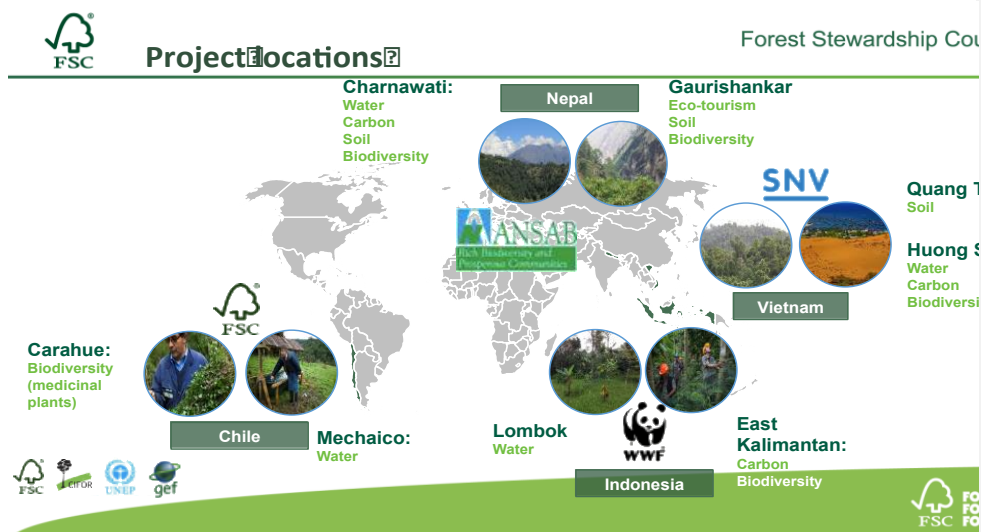 FSC
Project locations
Forest Stewardship Cou
Charnawati:
Water
Carbon
Soil
Biodiversity
Nepal
Gaurishankar
Eco-tourism
Soil
Biodiversity
SNV
Quang T
Soil
Huong S
Water
Carbon
Biodiversi
Vietnam
ANSAB
Rich Biodiversity and
Prosperous Communities
FSC
Carahue:
Biodiversity
(medicinal
plants)
Chile
Mechaico:
Water
Lombok
Water
WWF
East
Kalimantan:
Carbon
Biodiversity
Indonesia
FSC
CIFOR
UNEP
gef
FSC
FO
FO
FO